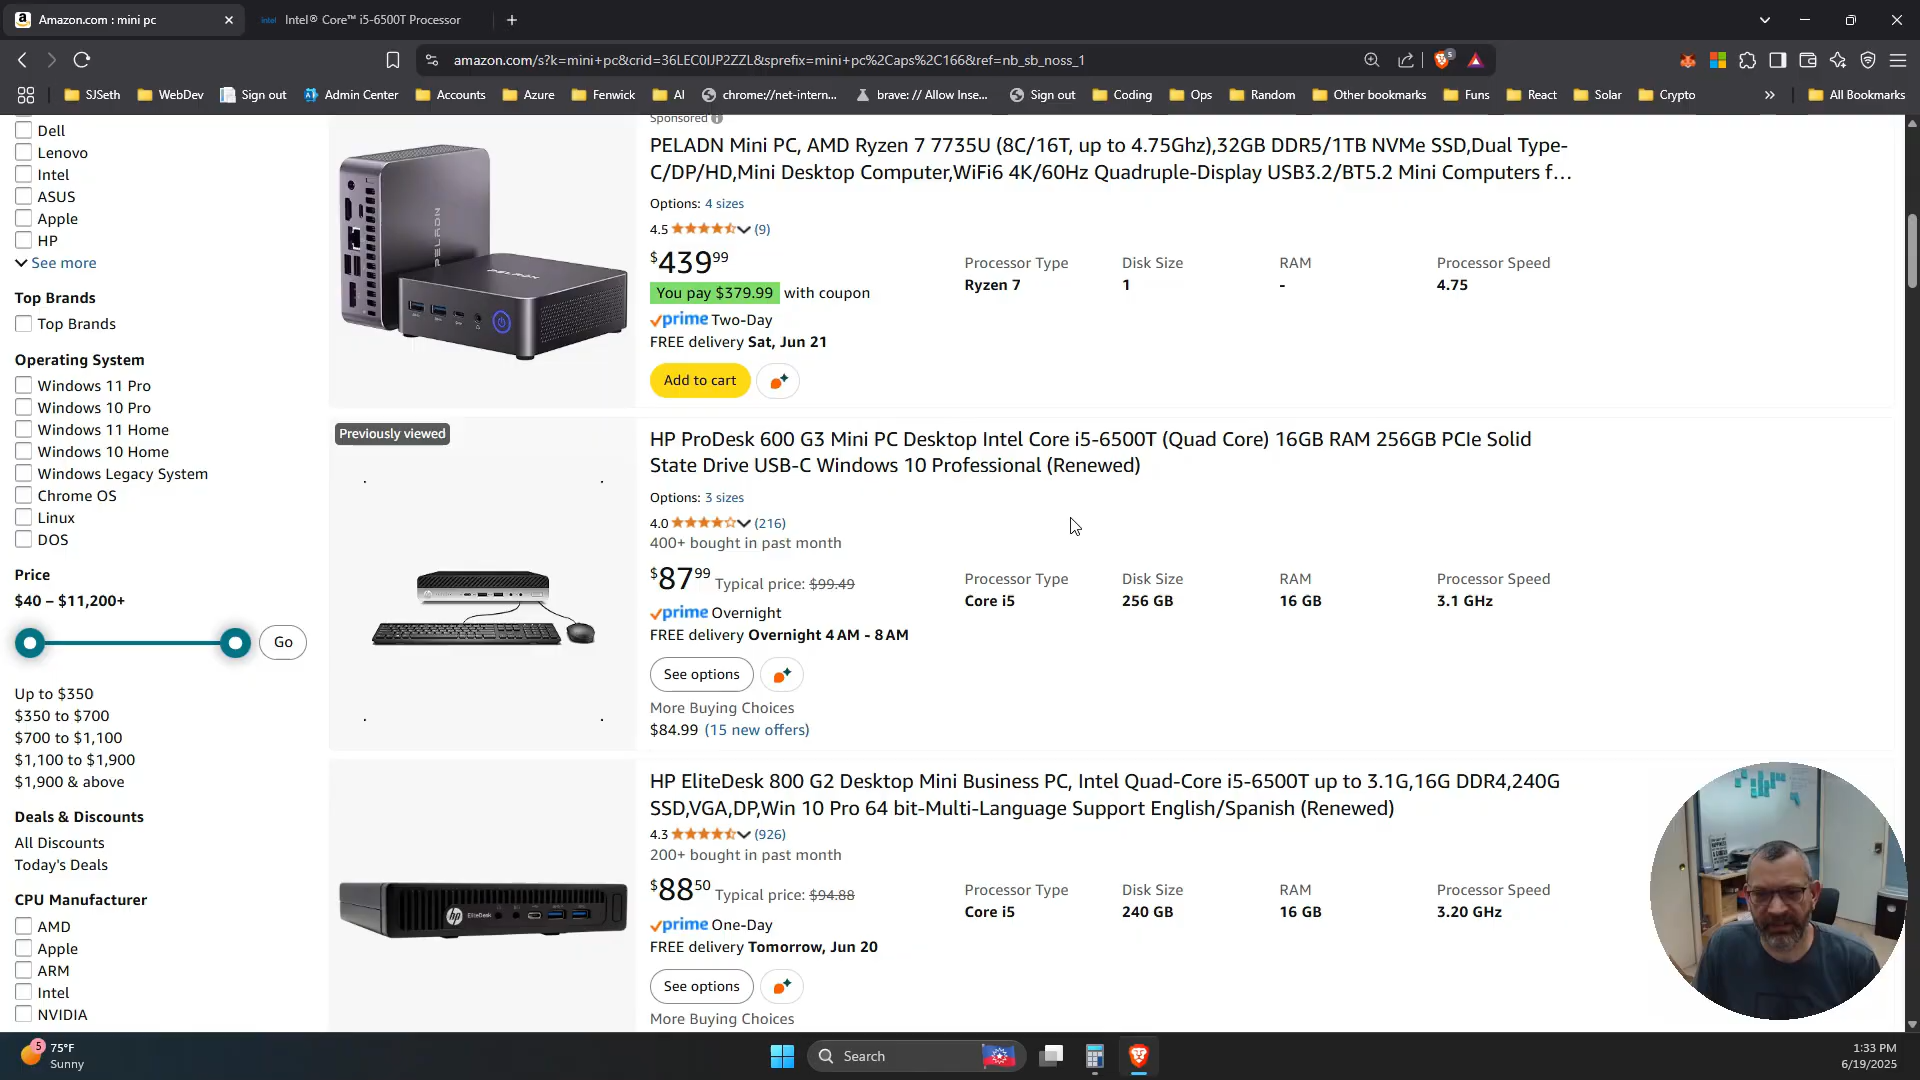 Amazon.com : mini pc
intel
Intel® Core™ i5-6500T Processor
amazon.com/s?k=mini+pc&crid=36LEC0IJP2ZZL&sprefix=mini+pc%2Caps%2C166&ref=nb_sb_noss_1
5
SJSeth
WebDev
Sign out
Admin Center
Accounts
Azure
Fenwick
AI
chrome://net-intern...
brave: // Allow Inse...
Sign out
Coding
Ops
Random
Other bookmarks
Funs
React
Solar
Crypto
All Bookmarks
Dell
Lenovo
Intel
ASUS
Apple
HP
See more
Top Brands
Top Brands
Operating System
Windows 11 Pro
Windows 10 Pro
Windows 11 Home
Windows 10 Home
Windows Legacy System
Chrome OS
Linux
DOS
Price
$40 – $11,200+
Go
Up to $350
$350 to $700
$700 to $1,100
$1,100 to $1,900
$1,900 & above
Deals & Discounts
All Discounts
Today's Deals
CPU Manufacturer
AMD
Apple
ARM
Intel
NVIDIA
PELADN
PELADN
Sponsored
PELADN Mini PC, AMD Ryzen 7 7735U (8C/16T, up to 4.75Ghz),32GB DDR5/1TB NVMe SSD,Dual Type-
C/DP/HD,Mini Desktop Computer,WiFi6 4K/60Hz Quadruple-Display USB3.2/BT5.2 Mini Computers f...
Options: 4 sizes
4.5 (9)
$439 99
You pay $379.99 with coupon
prime Two-Day
FREE delivery Sat, Jun 21
Add to cart
Processor Type Disk Size RAM Processor Speed
Ryzen 7 1 - 4.75
Previously viewed
HP ProDesk 600 G3 Mini PC Desktop Intel Core i5-6500T (Quad Core) 16GB RAM 256GB PCIe Solid
State Drive USB-C Windows 10 Professional (Renewed)
Options: 3 sizes
4.0 (216)
400+ bought in past month
$87 99 Typical price: $99.49
prime Overnight
FREE delivery Overnight 4 AM - 8 AM
See options
More Buying Choices
$84.99 (15 new offers)
Processor Type Disk Size RAM Processor Speed
Core i5 256 GB 16 GB 3.1 GHz
hp EliteDesk
HP EliteDesk 800 G2 Desktop Mini Business PC, Intel Quad-Core i5-6500T up to 3.1G,16G DDR4,240G
SSD,VGA,DP,Win 10 Pro 64 bit-Multi-Language Support English/Spanish (Renewed)
4.3 (926)
200+ bought in past month
$88 50 Typical price: $94.88
prime One-Day
FREE delivery Tomorrow, Jun 20
See options
More Buying Choices
Processor Type Disk Size RAM Processor Speed
Core i5 240 GB 16 GB 3.20 GHz
5
75°F
Sunny
Search
1:33 PM
6/19/2025